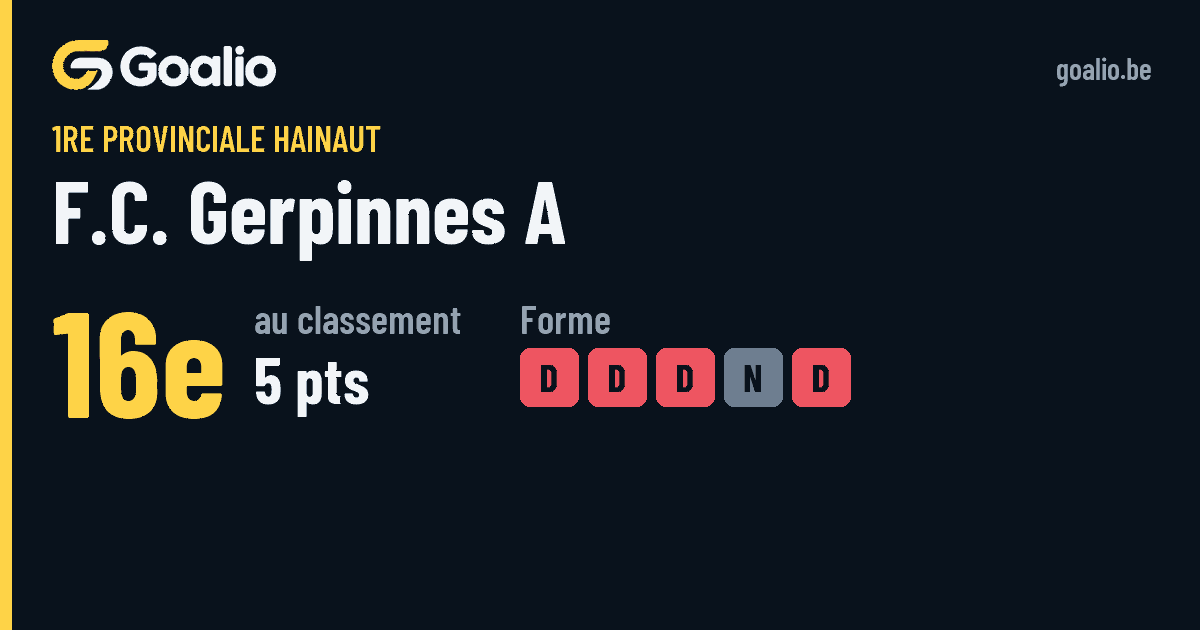 Goalio
goalio.be
1RE PROVINCIALE HAINAUT
F.C. Gerpinnes A
16e
au classement
5 pts
Forme
D D D N D